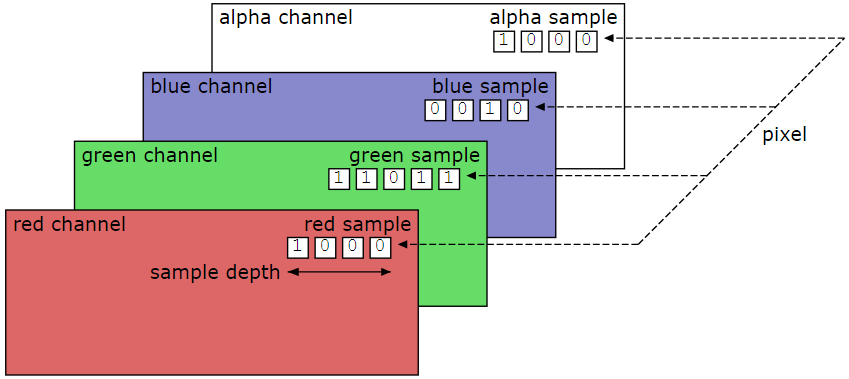 alpha channel alpha sample
1 0 0 0
blue channel blue sample
0 0 1 0
pixel
green channel green sample
1 1 0 1 1
red channel red sample
1 0 0 0
sample depth